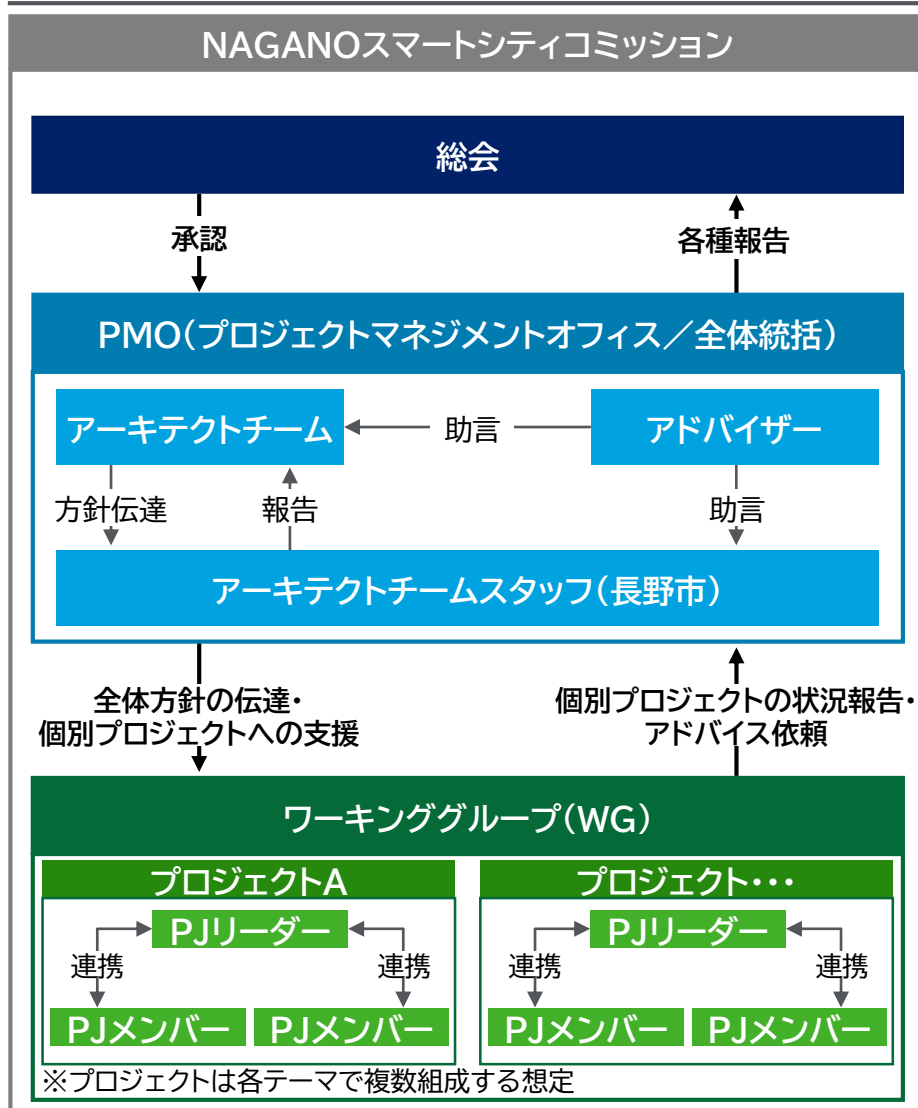 NAGANOスマートシティコミッション
総会
承認
各種報告
PMO(プロジェクトマネジメントオフィス／全体統括)
アーキテクトチーム
助言
アドバイザー
方針伝達
報告
助言
アーキテクトチームスタッフ(長野市)
全体方針の伝達・
個別プロジェクトへの支援
個別プロジェクトの状況報告・
アドバイス依頼
ワーキンググループ(WG)
プロジェクトA
PJリーダー
連携
連携
PJメンバー
PJメンバー
プロジェクト・・・
PJリーダー
連携
連携
PJメンバー
PJメンバー
※プロジェクトは各テーマで複数組成する想定